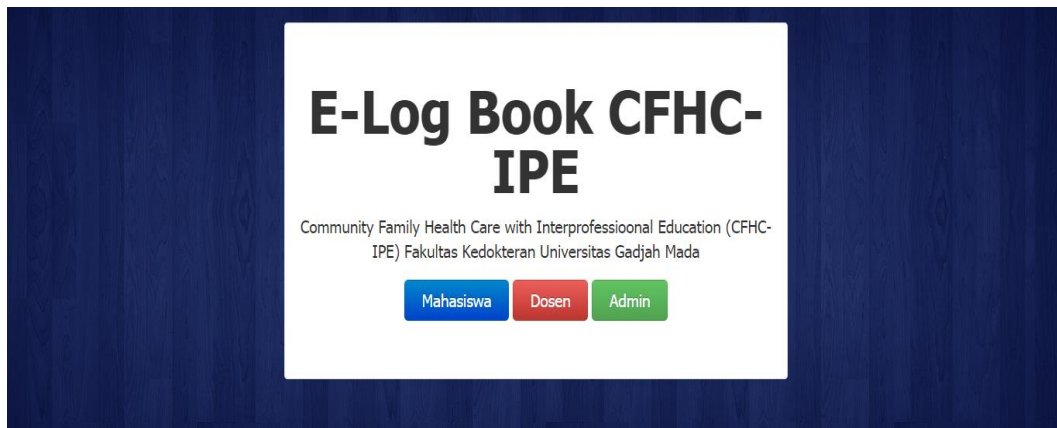 E-Log Book CFHC-
IPE
Community Family Health Care with Interprofessioonal Education (CFHC-
IPE) Fakultas Kedokteran Universitas Gadjah Mada
Mahasiswa Dosen Admin